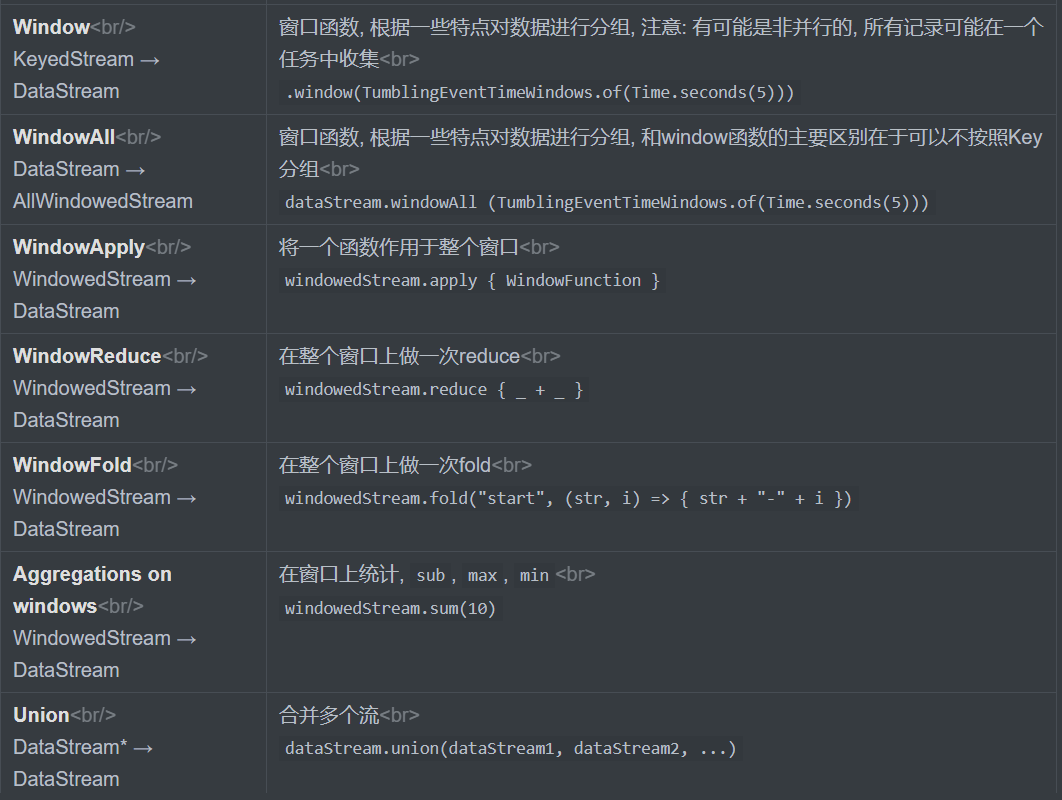 Window<br/>
KeyedStream →
DataStream
窗口函数, 根据一些特点对数据进行分组, 注意: 有可能是非并行的, 所有记录可能在一个
任务中收集<br>
.window(TumblingEventTimeWindows.of(Time.seconds(5)))
WindowAll<br/>
DataStream →
AllWindowedStream
窗口函数, 根据一些特点对数据进行分组, 和window函数的主要区别在于可以不按照Key
分组<br>
dataStream.windowAll (TumblingEventTimeWindows.of(Time.seconds(5)))
WindowApply<br/>
WindowedStream →
DataStream
将一个函数作用于整个窗口<br>
windowedStream.apply { WindowFunction }
WindowReduce<br/>
WindowedStream →
DataStream
在整个窗口上做一次reduce<br>
windowedStream.reduce { _ + _ }
WindowFold<br/>
WindowedStream →
DataStream
在整个窗口上做一次fold<br>
windowedStream.fold("start", (str, i) => { str + "-" + i })
Aggregations on
windows<br/>
WindowedStream →
DataStream
在窗口上统计, sub, max, min <br>
windowedStream.sum(10)
Union<br/>
DataStream* →
DataStream
合并多个流<br>
dataStream.union(dataStream1, dataStream2, ...)